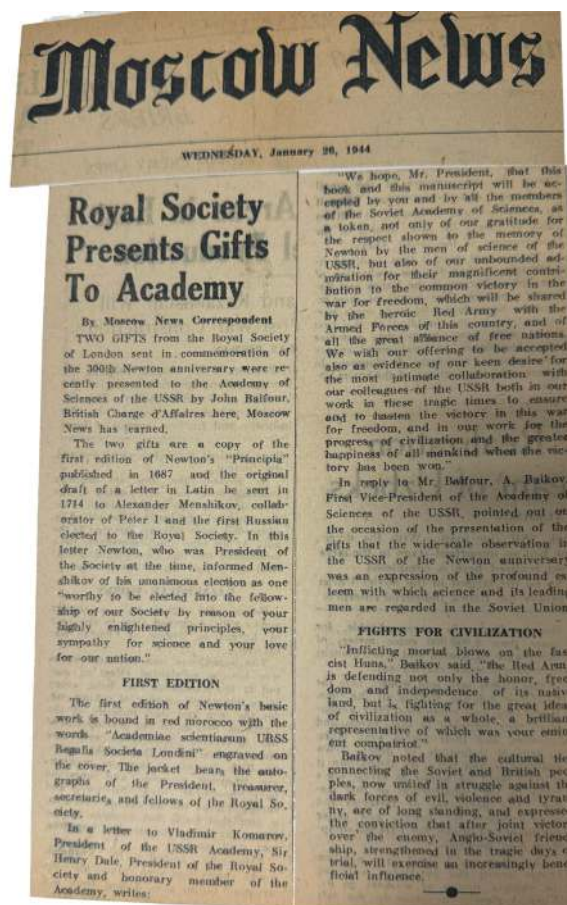 Moscow News
WEDNESDAY, January 26, 1944
Royal Society
Presents Gifts
To Academy
By Moscow News Correspondent
TWO GIFTS from the Royal Society
of London sent in commemoration of
the 300th Newton anniversary were re-
cently presented to the Academy of
Sciences of the USSR by John Balfour,
British Charge d'Affaires here, Moscow
News has learned.
The two gifts are a copy of the
first edition of Newton's "Principia"
published in 1687 and the original
draft of a letter in Latin he sent in
1714 to Alexander Menshikov, collab-
orator of Peter I and the first Russian
elected to the Royal Society. In this
letter Newton, who was President of
the Society at the time, informed Men-
shikov of his unanimous election as one
"worthy to be elected into the fellow-
ship of our Society by reason of your
highly enlightened principles, your
sympathy for science and your love
for our nation."
FIRST EDITION
The first edition of Newton's basic
work is bound in red morocco with the
words "Academiae scientiarum URSS
Regalis Societa Londini" engraved on
the cover. The jacket bears the auto-
graphs of the President, treasurer,
secretaries and fellows of the Royal So-
ciety.
In a letter to Vladimir Komarov,
President of the USSR Academy, Sir
Henry Dale, President of the Royal So-
ciety and honorary member of the
Academy, writes:
"We hope, Mr. President, that this
book and this manuscript will be ac-
cepted by you and by all the members
of the Soviet Academy of Sciences, as
a token, not only of our gratitude for
the respect shown to the memory of
Newton by the men of science of the
USSR, but also of our unbounded ad-
miration for their magnificent contri-
bution to the common victory in the
war for freedom, which will be shared
by the heroic Red Army with the
Armed Forces of this country, and of
all the great alliance of free nations.
We wish our offering to be accepted
also as evidence of our keen desire for
the most intimate collaboration with
our colleagues of the USSR both in our
work in these tragic times to ensure
and to hasten the victory in this war
for freedom, and in our work for the
progress of civilization and the greater
happiness of all mankind when the vic-
tory has been won."
In reply to Mr. Balfour, A. Baikov,
First Vice-President of the Academy of
Sciences of the USSR, pointed out on
the occasion of the presentation of the
gifts that the wide-scale observation in
the USSR of the Newton anniversary
was an expression of the profound es-
teem with which science and its leading
men are regarded in the Soviet Union
FIGHTS FOR CIVILIZATION
"Inflicting mortal blows on the fas-
cist Huns," Baikov said, "the Red Army
is defending not only the honor, free
dom and independence of its native
land, but is fighting for the great ideas
of civilization as a whole, a brillian
representative of which was your emin
ent compatriot."
Baikov noted that the cultural tie
connecting the Soviet and British peo
ples, now united in struggle against th
dark forces of evil, violence and tyran
ny, are of long standing, and expresse
the conviction that after joint victor
over the enemy, Anglo-Soviet friend
ship, strengthened in the tragic days o
trial, will exercise an increasingly bene
ficial influence.